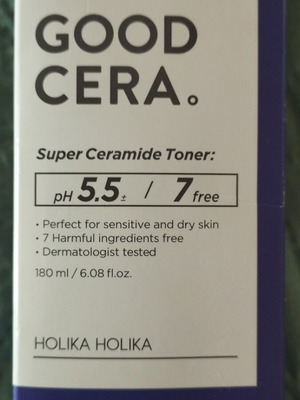 GOOD
CERA。
Super Ceramide Toner:
pH 5.5± / 7 free
• Perfect for sensitive and dry skin
• 7 Harmful ingredients free
• Dermatologist tested
180 ml / 6.08 fl.oz.
HOLIKA HOLIKA